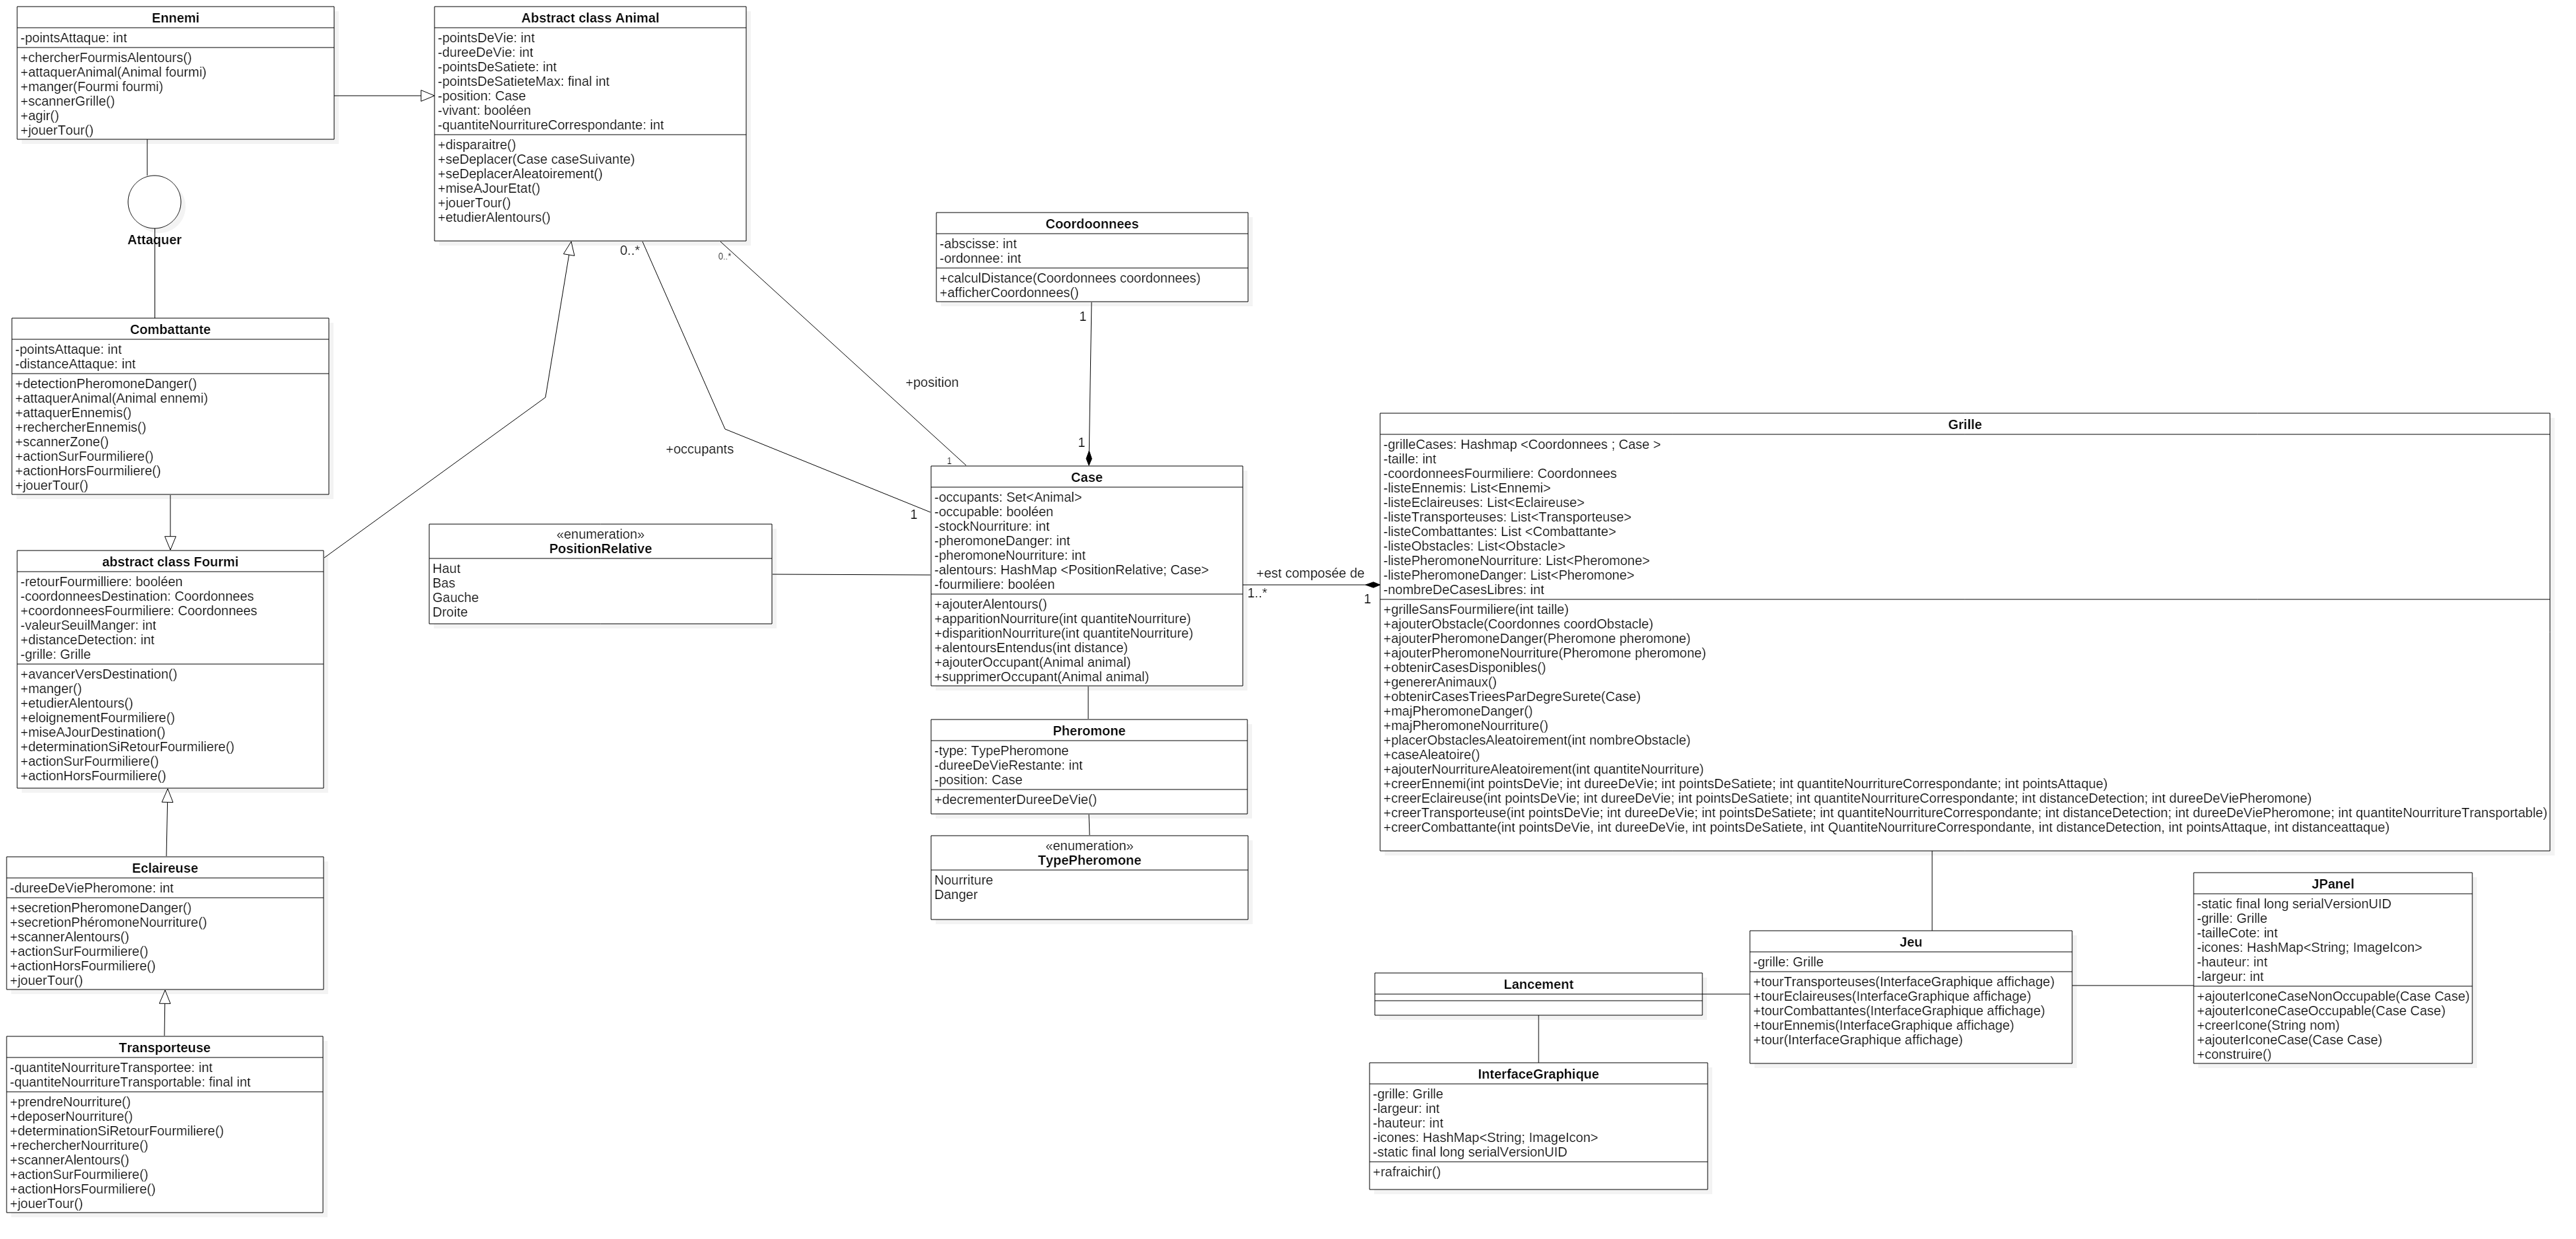 Ennemi
-pointsAttaque: int
+chercherFourmisAlentours()
+attaquerAnimal(Animal fourmi)
+manger(Fourmi fourmi)
+scannerGrille()
+agir()
+jouerTour()
Attaquer
Combattante
-pointsAttaque: int
-distanceAttaque: int
+detectionPheromoneDanger()
+attaquerAnimal(Animal ennemi)
+attaquerEnnemis()
+rechercherEnnemis()
+scannerZone()
+actionSurFourmiliere()
+actionHorsFourmiliere()
+jouerTour()
abstract class Fourmi
-retourFourmilliere: booléen
-coordonneesDestination: Coordonnees
+coordonneesFourmiliere: Coordonnees
-valeurSeuilManger: int
+distanceDetection: int
-grille: Grille
+avancerVersDestination()
+manger()
+etudierAlentours()
+eloignementFourmiliere()
+miseAJourDestination()
+determinationSiRetourFourmiliere()
+actionSurFourmiliere()
+actionHorsFourmiliere()
Eclaireuse
-dureeDeViePheromone: int
+secretionPheromoneDanger()
+secretionPhéromoneNourriture()
+scannerAlentours()
+actionSurFourmiliere()
+actionHorsFourmiliere()
+jouerTour()
Transporteuse
-quantiteNourritureTransportee: int
-quantiteNourritureTransportable: final int
+prendreNourriture()
+deposerNourriture()
+determinationSiRetourFourmiliere()
+rechercherNourriture()
+scannerAlentours()
+actionSurFourmiliere()
+actionHorsFourmiliere()
+jouerTour()
Abstract class Animal
-pointsDeVie: int
-dureeDeVie: int
-pointsDeSatiete: int
-pointsDeSatieteMax: final int
-position: Case
-vivant: booléen
-quantiteNourritureCorrespondante: int
+disparaitre()
+seDeplacer(Case caseSuivante)
+seDeplacerAleatoirement()
+miseAJourEtat()
+jouerTour()
+etudierAlentours()
0..*
0..*
+position
+occupants
1
1
«enumeration»
PositionRelative
Haut
Bas
Gauche
Droite
Coordoonnees
-abscisse: int
-ordonnee: int
+calculDistance(Coordonnees coordonnees)
+afficherCoordonnees()
1
1
Case
-occupants: Set<Animal>
-occupable: booléen
-stockNourriture: int
-pheromoneDanger: int
-pheromoneNourriture: int
-alentours: HashMap <PositionRelative; Case>
-fourmiliere: booléen
+ajouterAlentours()
+apparitionNourriture(int quantiteNourriture)
+disparitionNourriture(int quantiteNourriture)
+alentoursEntendus(int distance)
+ajouterOccupant(Animal animal)
+supprimerOccupant(Animal animal)
+est composée de
1..*
1
Pheromone
-type: TypePheromone
-dureeDeVieRestante: int
-position: Case
+decrementerDureeDeVie()
«enumeration»
TypePheromone
Nourriture
Danger
Grille
-grilleCases: Hashmap <Coordonnees ; Case >
-taille: int
-coordonneesFourmiliere: Coordonnees
-listeEnnemis: List<Ennemi>
-listeEclaireuses: List<Eclaireuse>
-listeTransporteuses: List<Transporteuse>
-listeCombattantes: List <Combattante>
-listeObstacles: List<Obstacle>
-listePheromoneNourriture: List<Pheromone>
-listePheromoneDanger: List<Pheromone>
-nombreDeCasesLibres: int
+grilleSansFourmiliere(int taille)
+ajouterObstacle(Coordonnes coordObstacle)
+ajouterPheromoneDanger(Pheromone pheromone)
+ajouterPheromoneNourriture(Pheromone pheromone)
+obtenirCasesDisponibles()
+genererAnimaux()
+obtenirCasesTrieesParDegreSurete(Case)
+majPheromoneDanger()
+majPheromoneNourriture()
+placerObstaclesAleatoirement(int nombreObstacle)
+caseAleatoire()
+ajouterNourritureAleatoirement(int quantiteNourriture)
+creerEnnemi(int pointsDeVie; int dureeDeVie; int pointsDeSatiete; int quantiteNourritureCorrespondante; int pointsAttaque)
+creerEclaireuse(int pointsDeVie; int dureeDeVie; int pointsDeSatiete; int quantiteNourritureCorrespondante; int distanceDetection; int dureeDeViePheromone)
+creerTransporteuse(int pointsDeVie; int dureeDeVie; int pointsDeSatiete; int quantiteNourritureCorrespondante; int distanceDetection; int dureeDeViePheromone; int quantiteNourritureTransportable)
+creerCombattante(int pointsDeVie, int dureeDeVie, int pointsDeSatiete, int QuantiteNourritureCorrespondante, int distanceDetection, int pointsAttaque, int distanceattaque)
Lancement
InterfaceGraphique
-grille: Grille
-largeur: int
-hauteur: int
-icones: HashMap<String; ImageIcon>
-static final long serialVersionUID
+rafraichir()
Jeu
-grille: Grille
+tourTransporteuses(InterfaceGraphique affichage)
+tourEclaireuses(InterfaceGraphique affichage)
+tourCombattantes(InterfaceGraphique affichage)
+tourEnnemis(InterfaceGraphique affichage)
+tour(InterfaceGraphique affichage)
JPanel
-static final long serialVersionUID
-grille: Grille
-tailleCote: int
-icones: HashMap<String; ImageIcon>
-hauteur: int
-largeur: int
+ajouterIconeCaseNonOccupable(Case Case)
+ajouterIconeCaseOccupable(Case Case)
+creerIcone(String nom)
+ajouterIconeCase(Case Case)
+construire()